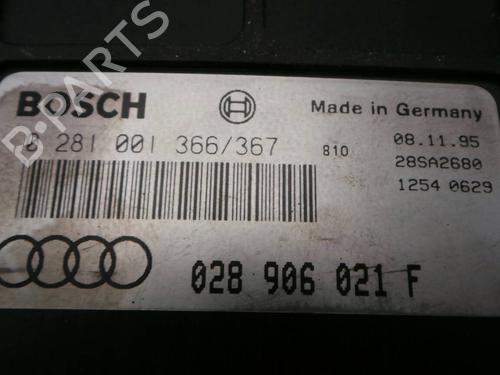 B-PARTS
BOSCH
Made in Germany
0 281 001 366/367
810
08.11.95
28SA2680
1254 0629
028 906 021 F